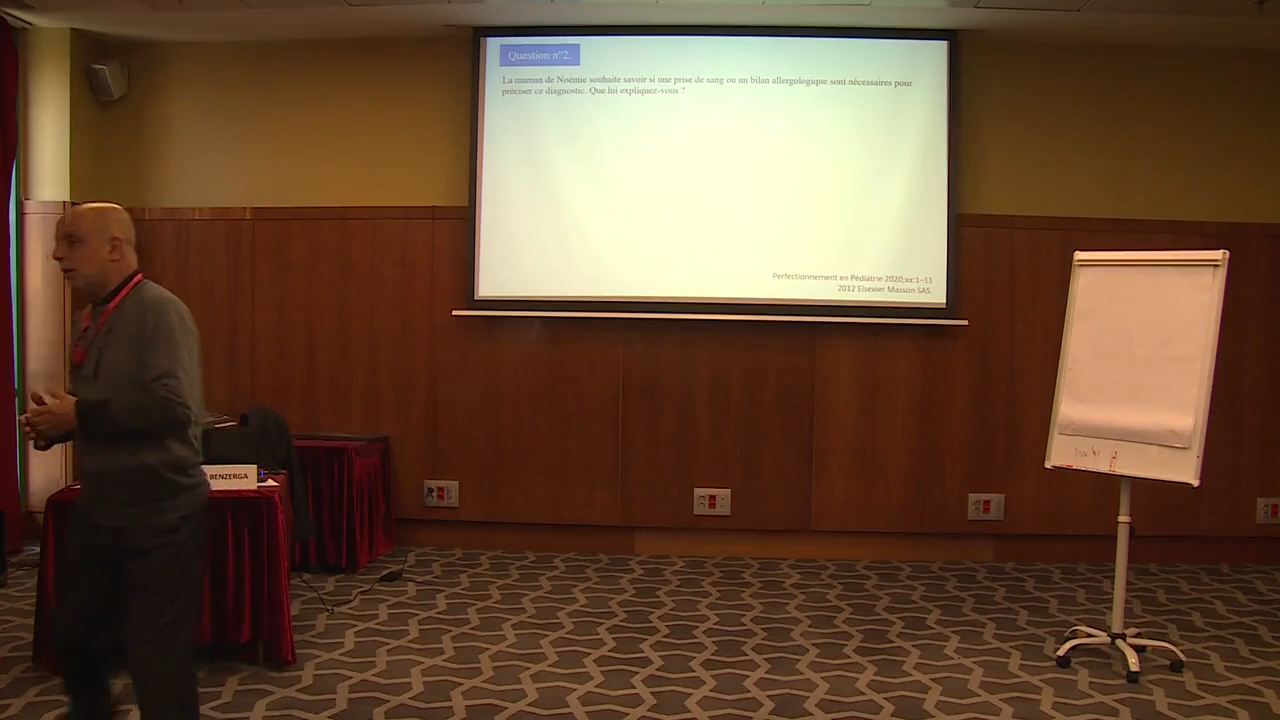 Question n°2.
La maman de Noémie souhaite savoir si une prise de sang ou un bilan allergologique sont nécessaires pour
préciser ce diagnostic. Que lui expliquez-vous ?
Perfectionnement en Pédiatrie 2020;xx:1–11
2012 Elsevier Masson SAS.
BENZERGA